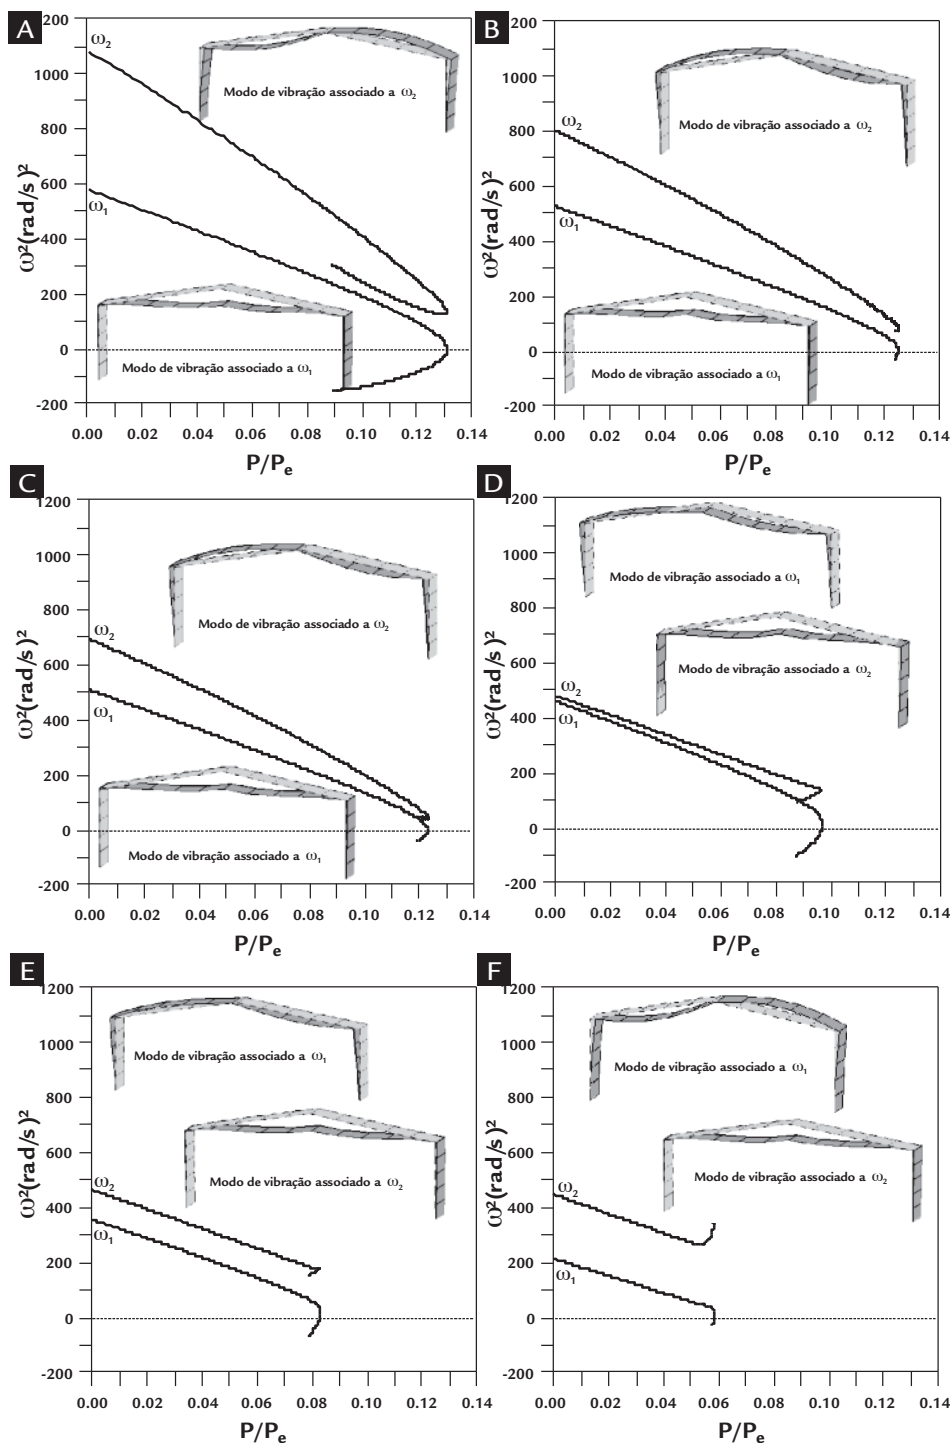 A
1200
1000
800
600
400
200
0
-200
ω²(rad/s)²
ω₂
ω₁
Modo de vibração associado a ω₂
Modo de vibração associado a ω₁
0.00 0.02 0.04 0.06 0.08 0.10 0.12 0.14
P/Pₑ
B
1200
1000
800
600
400
200
0
-200
ω²(rad/s)²
ω₂
ω₁
Modo de vibração associado a ω₂
Modo de vibração associado a ω₁
0.00 0.02 0.04 0.06 0.08 0.10 0.12 0.14
P/Pₑ
C
1200
1000
800
600
400
200
0
-200
ω²(rad/s)²
Modo de vibração associado a ω₂
ω₂
ω₁
Modo de vibração associado a ω₁
0.00 0.02 0.04 0.06 0.08 0.10 0.12 0.14
P/Pₑ
D
1200
1000
800
600
400
200
0
-200
ω²(rad/s)²
Modo de vibração associado a ω₁
Modo de vibração associado a ω₂
ω₂
ω₁
0.00 0.02 0.04 0.06 0.08 0.10 0.12 0.14
P/Pₑ
E
1200
1000
800
600
400
200
0
-200
ω²(rad/s)²
Modo de vibração associado a ω₁
Modo de vibração associado a ω₂
ω₂
ω₁
0.00 0.02 0.04 0.06 0.08 0.10 0.12 0.14
P/Pₑ
F
1200
1000
800
600
400
200
0
-200
ω²(rad/s)²
Modo de vibração associado a ω₁
Modo de vibração associado a ω₂
ω₂
ω₁
0.00 0.02 0.04 0.06 0.08 0.10 0.12 0.14
P/Pₑ